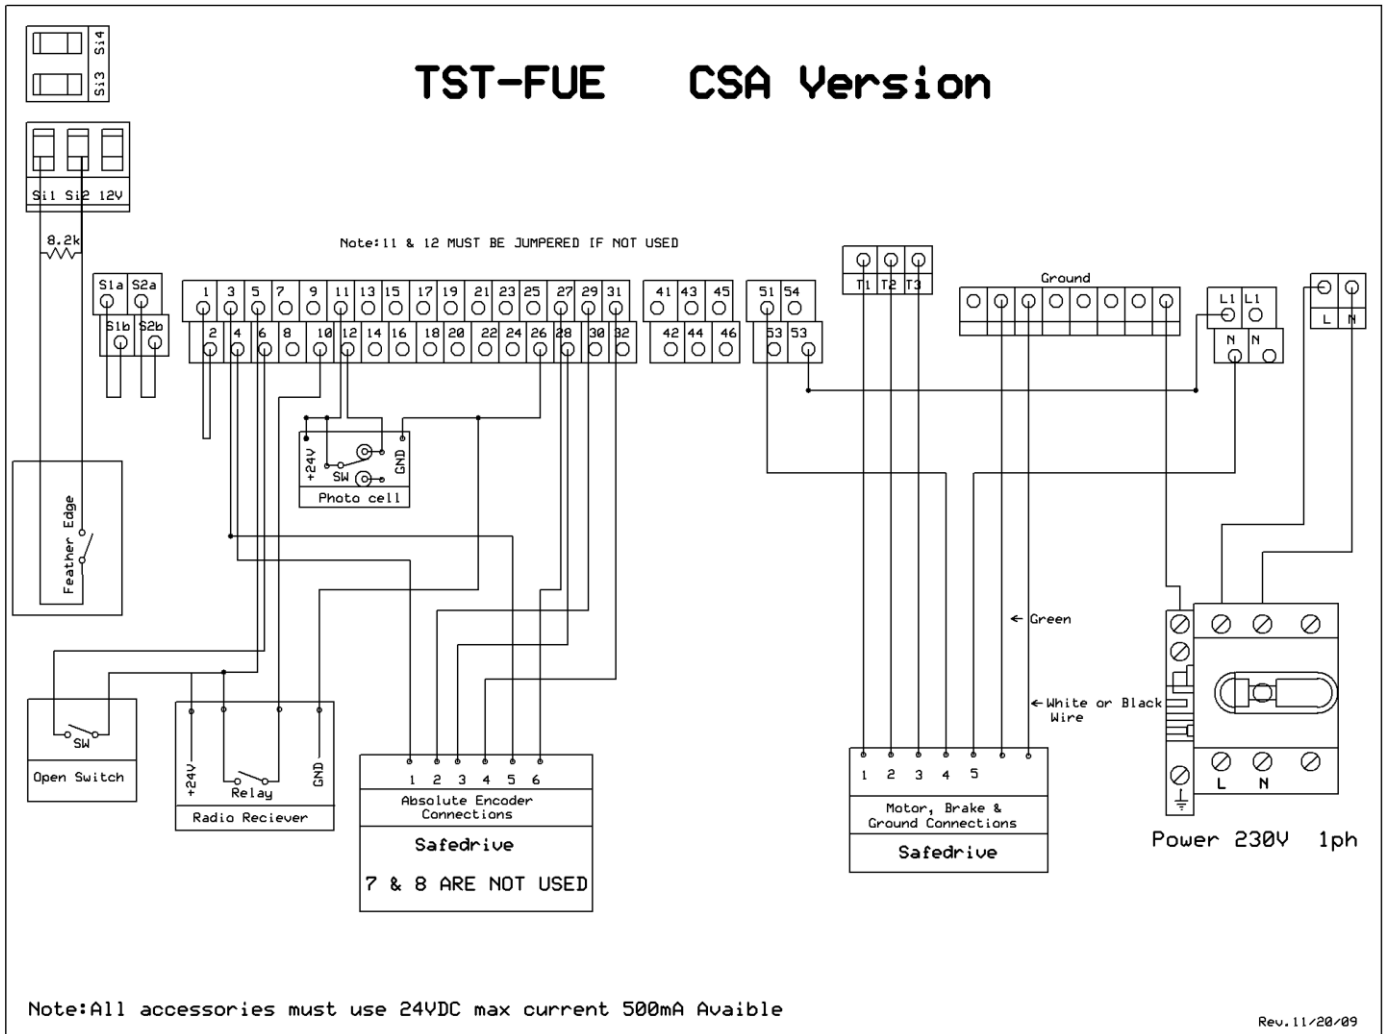 TST-FUE CSA Version
Si4
Si3
Si1 Si2 12V
8.2k
Note:11 & 12 MUST BE JUMPERED IF NOT USED
S1a S2a
S1b S2b
1 3 5 7 9 11 13 15 17 19 21 23 25 27 29 31
2 4 6 8 10 12 14 16 18 20 22 24 26 28 30 32
41 43 45
42 44 46
51 54
53 53
T1 T2 T3
Ground
L1 L1
N N
L N
+24V
SW
GND
Photo cell
Feather Edge
SW
Open Switch
+24V
Relay
GND
Radio Reciever
1 2 3 4 5 6
Absolute Encoder
Connections
Safedrive
7 & 8 ARE NOT USED
← Green
←White or Black
Wire
1 2 3 4 5
Motor, Brake &
Ground Connections
Safedrive
L N
Power 230V 1ph
Note:All accessories must use 24VDC max current 500mA Avaible
Rev.11/20/09